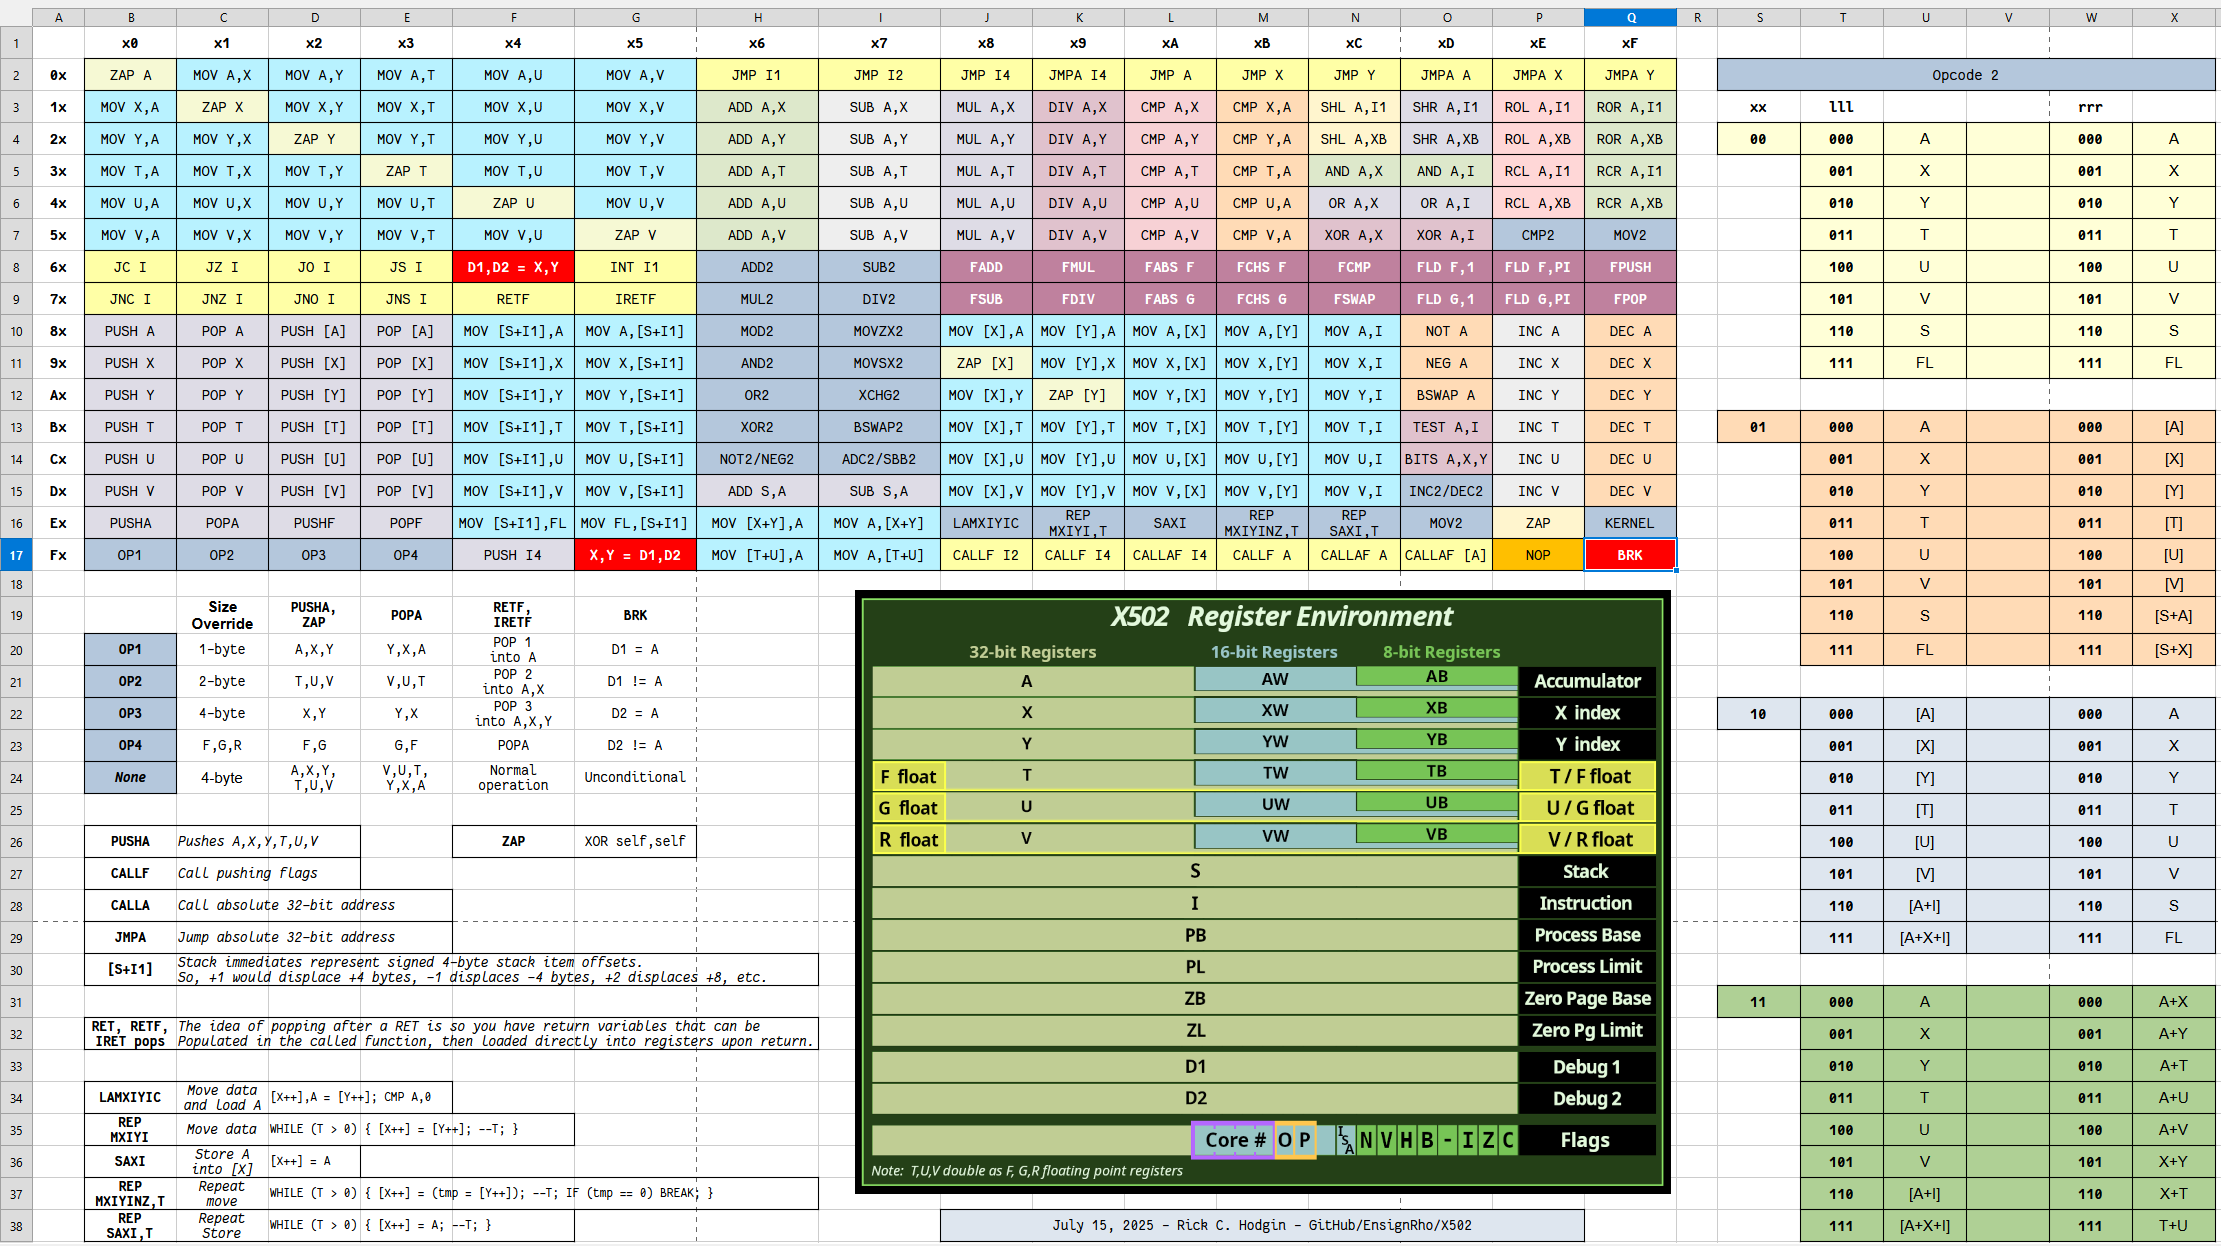 A B C D E F G H I J K L M N O P Q R S T U V W X
1 x0 x1 x2 x3 x4 x5 x6 x7 x8 x9 xA xB xC xD xE xF
2 0x ZAP A MOV A,X MOV A,Y MOV A,T MOV A,U MOV A,V JMP I1 JMP I2 JMP I4 JMPA I4 JMP A JMP X JMP Y JMPA A JMPA X JMPA Y Opcode 2
3 1x MOV X,A ZAP X MOV X,Y MOV X,T MOV X,U MOV X,V ADD A,X SUB A,X MUL A,X DIV A,X CMP A,X CMP X,A SHL A,I1 SHR A,I1 ROL A,I1 ROR A,I1 xx lll rrr
4 2x MOV Y,A MOV Y,X ZAP Y MOV Y,T MOV Y,U MOV Y,V ADD A,Y SUB A,Y MUL A,Y DIV A,Y CMP A,Y CMP Y,A SHL A,XB SHR A,XB ROL A,XB ROR A,XB 00 000 A 000 A
5 3x MOV T,A MOV T,X MOV T,Y ZAP T MOV T,U MOV T,V ADD A,T SUB A,T MUL A,T DIV A,T CMP A,T CMP T,A AND A,X AND A,I RCL A,I1 RCR A,I1 001 X 001 X
6 4x MOV U,A MOV U,X MOV U,Y MOV U,T ZAP U MOV U,V ADD A,U SUB A,U MUL A,U DIV A,U CMP A,U CMP U,A OR A,X OR A,I RCL A,XB RCR A,XB 010 Y 010 Y
7 5x MOV V,A MOV V,X MOV V,Y MOV V,T MOV V,U ZAP V ADD A,V SUB A,V MUL A,V DIV A,V CMP A,V CMP V,A XOR A,X XOR A,I CMP2 MOV2 011 T 011 T
8 6x JC I JZ I JO I JS I D1,D2 = X,Y INT I1 ADD2 SUB2 FADD FMUL FABS F FCHS F FCMP FLD F,1 FLD F,PI FPUSH 100 U 100 U
9 7x JNC I JNZ I JNO I JNS I RETF IRETF MUL2 DIV2 FSUB FDIV FABS G FCHS G FSWAP FLD G,1 FLD G,PI FPOP 101 V 101 V
10 8x PUSH A POP A PUSH [A] POP [A] MOV [S+I1],A MOV A,[S+I1] MOD2 MOVZX2 MOV [X],A MOV [Y],A MOV A,[X] MOV A,[Y] MOV A,I NOT A INC A DEC A 110 S 110 S
11 9x PUSH X POP X PUSH [X] POP [X] MOV [S+I1],X MOV X,[S+I1] AND2 MOVSX2 ZAP [X] MOV [Y],X MOV X,[X] MOV X,[Y] MOV X,I NEG A INC X DEC X 111 FL 111 FL
12 Ax PUSH Y POP Y PUSH [Y] POP [Y] MOV [S+I1],Y MOV Y,[S+I1] OR2 XCHG2 MOV [X],Y ZAP [Y] MOV Y,[X] MOV Y,[Y] MOV Y,I BSWAP A INC Y DEC Y
13 Bx PUSH T POP T PUSH [T] POP [T] MOV [S+I1],T MOV T,[S+I1] XOR2 BSWAP2 MOV [X],T MOV [Y],T MOV T,[X] MOV T,[Y] MOV T,I TEST A,I INC T DEC T 01 000 A 000 [A]
14 Cx PUSH U POP U PUSH [U] POP [U] MOV [S+I1],U MOV U,[S+I1] NOT2/NEG2 ADC2/SBB2 MOV [X],U MOV [Y],U MOV U,[X] MOV U,[Y] MOV U,I BITS A,X,Y INC U DEC U 001 X 001 [X]
15 Dx PUSH V POP V PUSH [V] POP [V] MOV [S+I1],V MOV V,[S+I1] ADD S,A SUB S,A MOV [X],V MOV [Y],V MOV V,[X] MOV V,[Y] MOV V,I INC2/DEC2 INC V DEC V 010 Y 010 [Y]
16 Ex PUSHA POPA PUSHF POPF MOV [S+I1],FL MOV FL,[S+I1] MOV [X+Y],A MOV A,[X+Y] LAMXIYIC REP MXIYI,T SAXI REP MXIYINZ,T REP SAXI,T MOV2 ZAP KERNEL 011 T 011 [T]
17 Fx OP1 OP2 OP3 OP4 PUSH I4 X,Y = D1,D2 MOV [T+U],A MOV A,[T+U] CALLF I2 CALLF I4 CALLAF I4 CALLF A CALLAF A CALLAF [A] NOP BRK 100 U 100 [U]
18 101 V 101 [V]
19 Size Override PUSHA, ZAP POPA RETF, IRETF BRK 110 S 110 [S+A]
20 OP1 1-byte A,X,Y Y,X,A POP 1 into A D1 = A 111 FL 111 [S+X]
21 OP2 2-byte T,U,V V,U,T POP 2 into A,X D1 != A
22 OP3 4-byte X,Y Y,X POP 3 into A,X,Y D2 = A 10 000 [A] 000 A
23 OP4 F,G,R F,G G,F POPA D2 != A 001 [X] 001 X
24 None 4-byte A,X,Y, T,U,V V,U,T, Y,X,A Normal operation Unconditional 010 [Y] 010 Y
25 011 [T] 011 T
26 PUSHA Pushes A,X,Y,T,U,V ZAP XOR self,self 100 [U] 100 U
27 CALLF Call pushing flags 101 [V] 101 V
28 CALLA Call absolute 32-bit address 110 [A+I] 110 S
29 JMPA Jump absolute 32-bit address 111 [A+X+I] 111 FL
30 [S+I1] Stack immediates represent signed 4-byte stack item offsets.
So, +1 would displace +4 bytes, -1 displaces -4 bytes, +2 displaces +8, etc.
31 11 000 A 000 A+X
32 RET, RETF, IRET pops The idea of popping after a RET is so you have return variables that can be
Populated in the called function, then loaded directly into registers upon return. 001 X 001 A+Y
33 010 Y 010 A+T
34 LAMXIYIC Move data and load A [X++],A = [Y++]; CMP A,0 011 T 011 A+U
35 REP MXIYI Move data WHILE (T > 0) { [X++] = [Y++]; --T; } 100 U 100 A+V
36 SAXI Store A into [X] [X++] = A 101 V 101 X+Y
37 REP MXIYINZ,T Repeat move WHILE (T > 0) { [X++] = (tmp = [Y++]); --T; IF (tmp == 0) BREAK; } 110 [A+I] 110 X+T
38 REP SAXI,T Repeat Store WHILE (T > 0) { [X++] = A; --T; } 111 [A+X+I] 111 T+U
X502 Register Environment
32-bit Registers 16-bit Registers 8-bit Registers
A AW AB Accumulator
X XW XB X index
Y YW YB Y index
F float T TW TB T / F float
G float U UW UB U / G float
R float V VW VB V / R float
S Stack
I Instruction
PB Process Base
PL Process Limit
ZB Zero Page Base
ZL Zero Pg Limit
D1 Debug 1
D2 Debug 2
Core # O P ISA N V H B - I Z C Flags
Note: T,U,V double as F, G,R floating point registers
July 15, 2025 - Rick C. Hodgin - GitHub/EnsignRho/X502